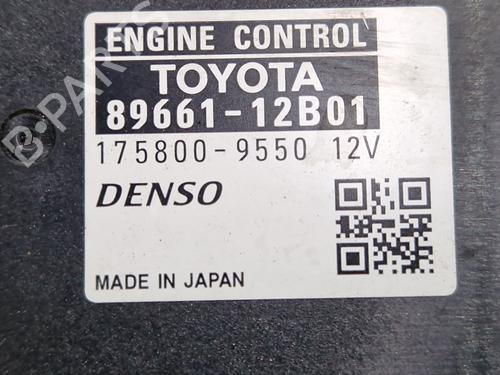 ENGINE CONTROL
TOYOTA
89661-12B01
175800-9550 12V
DENSO
MADE IN JAPAN
B-PARTS